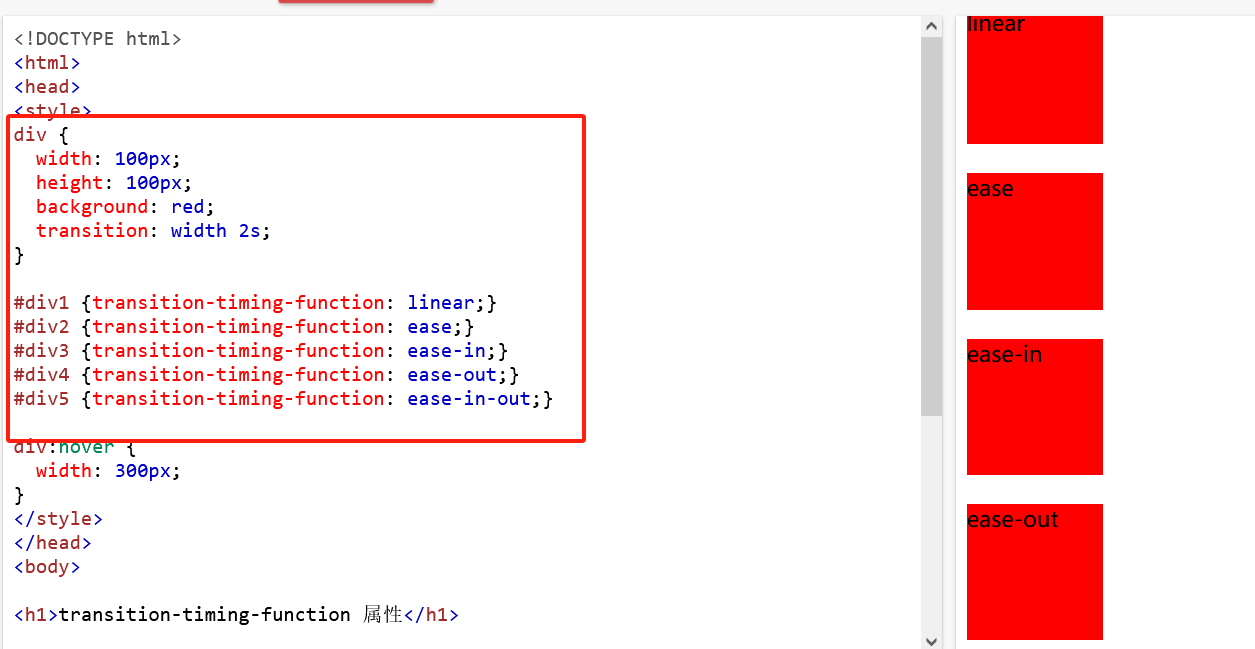 <!DOCTYPE html>
<html>
<head>
<style>
div {
  width: 100px;
  height: 100px;
  background: red;
  transition: width 2s;
}
#div1 {transition-timing-function: linear;}
#div2 {transition-timing-function: ease;}
#div3 {transition-timing-function: ease-in;}
#div4 {transition-timing-function: ease-out;}
#div5 {transition-timing-function: ease-in-out;}
div:hover {
  width: 300px;
}
</style>
</head>
<body>
<h1>transition-timing-function 属性</h1>
linear
ease
ease-in
ease-out